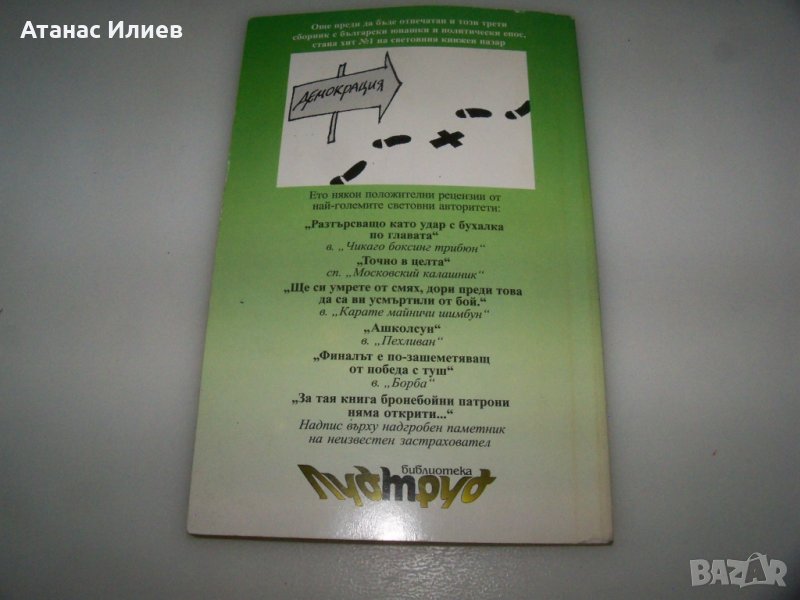 Атанас Илиев
Още преди да бъде отпечатан и този трети
сборник с български юнашки и политически епос,
стана хит №1 на световния книжен пазар
ДЕМОКРАЦИЯ
Ето някои положителни рецензии от
най-големите световни авторитети:
„Разтърсващо като удар с бухалка
по главата“
в. „Чикаго боксинг трибюн“
„Точно в целта“
сп. „Московский калашник“
„Ще си умрете от смях, дори преди това
да са ви усмъртили от бой.“
в. „Карате майничи шимбун“
„Ашколсун“
в. „Пехливан“
„Финалът е по-зашеметяващ
от победа с туш“
в. „Борба“
„За тая книга бронебойни патрони
няма открити...“
Надпис върху надгробен паметник
на неизвестен застраховател
библиотека
Лудтруд
BAZAR